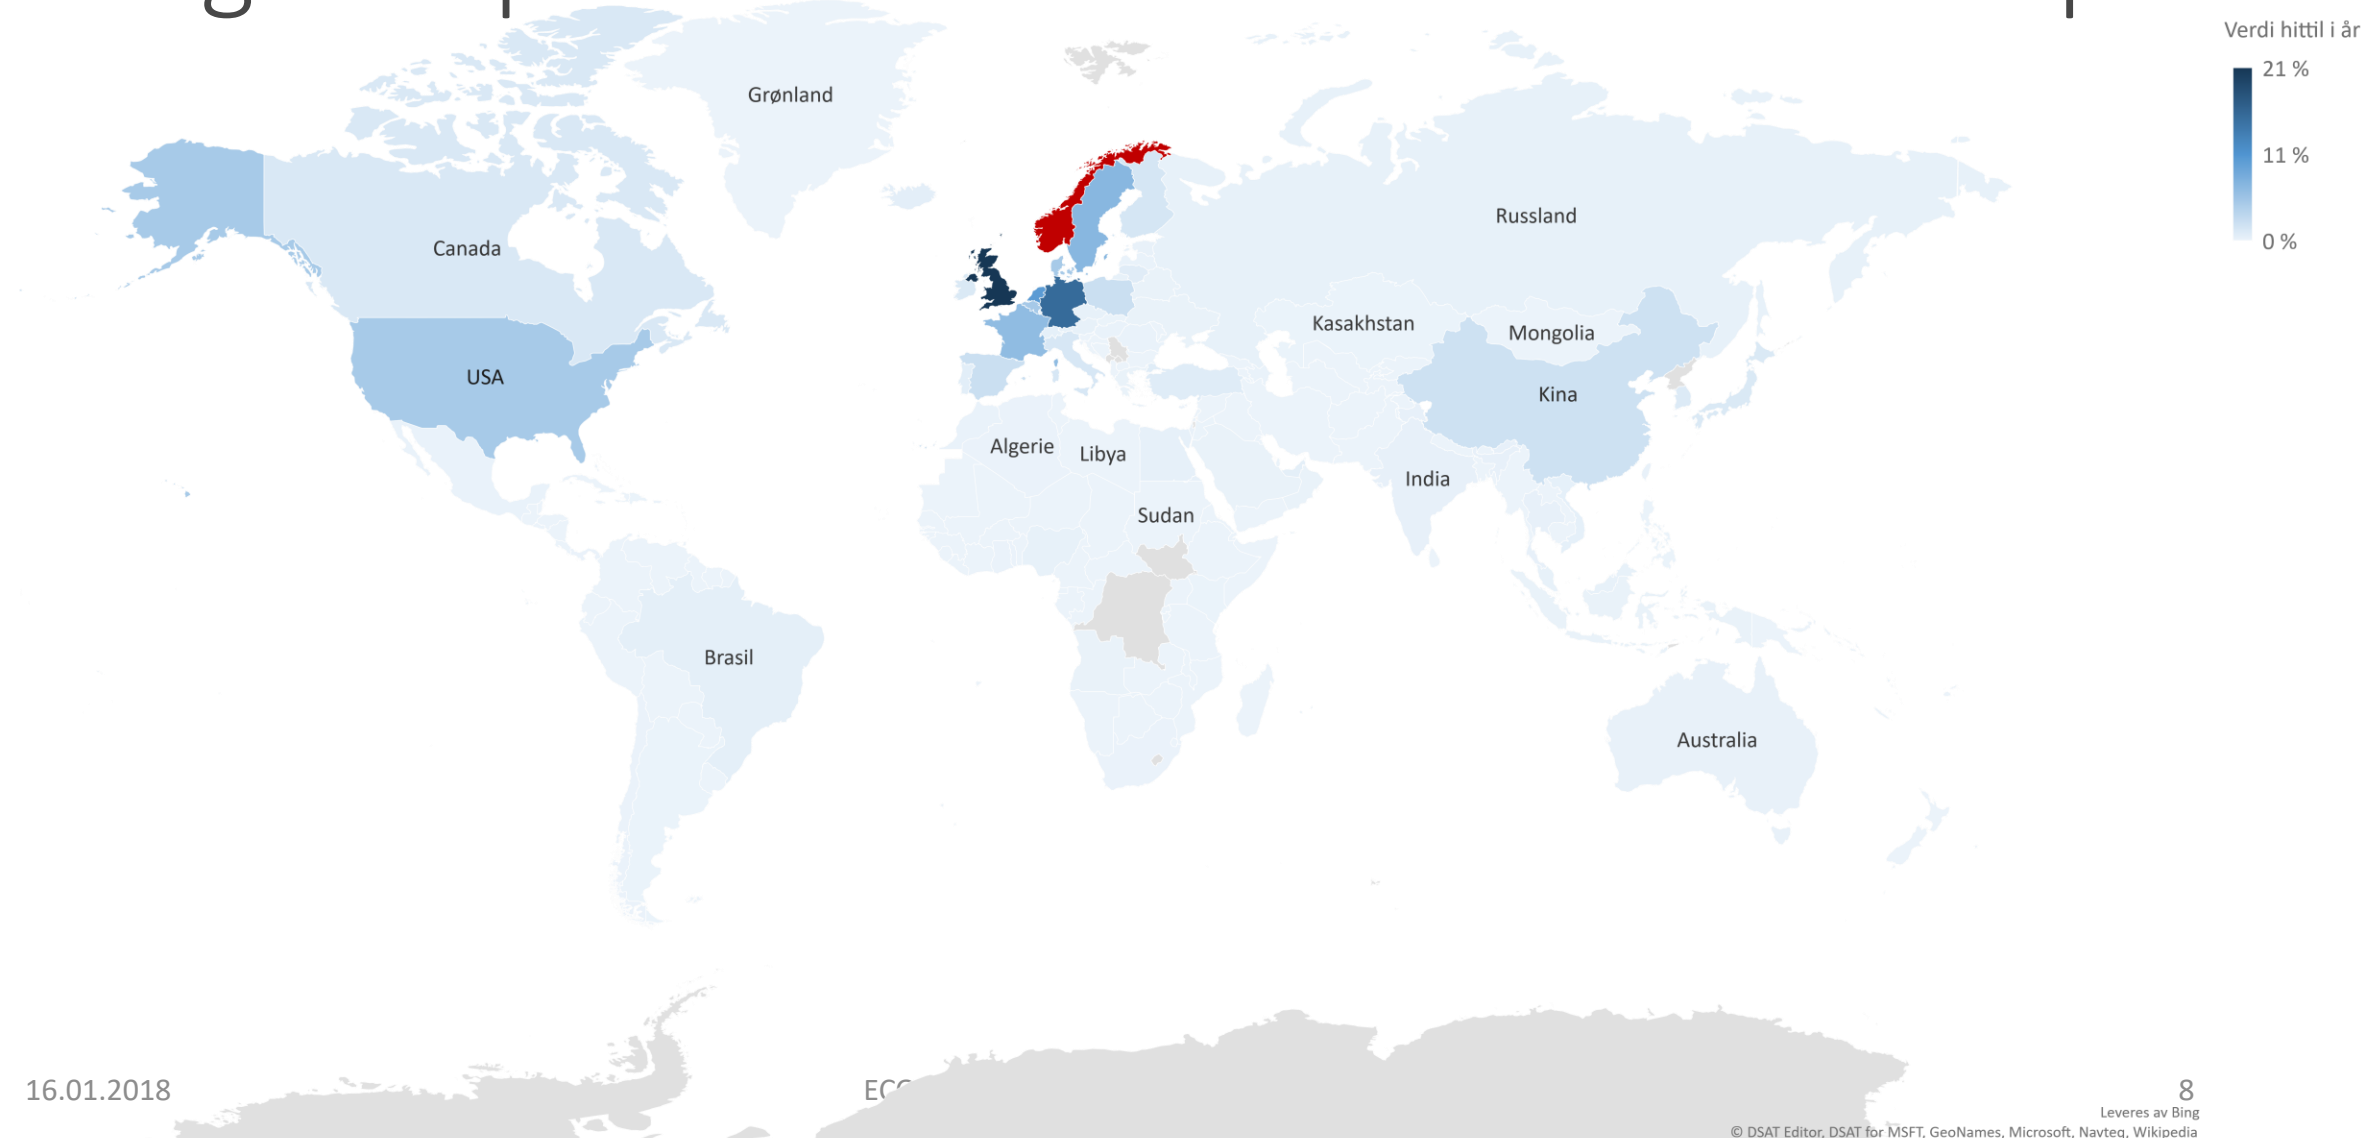 Verdi hittil i år
21 %
11 %
0 %
Grønland
Canada
USA
Russland
Kasakhstan
Mongolia
Kina
Algerie
Libya
India
Sudan
Brasil
Australia
16.01.2018
8
Leveres av Bing
© DSAT Editor, DSAT for MSFT, GeoNames, Microsoft, Navteq, Wikipedia